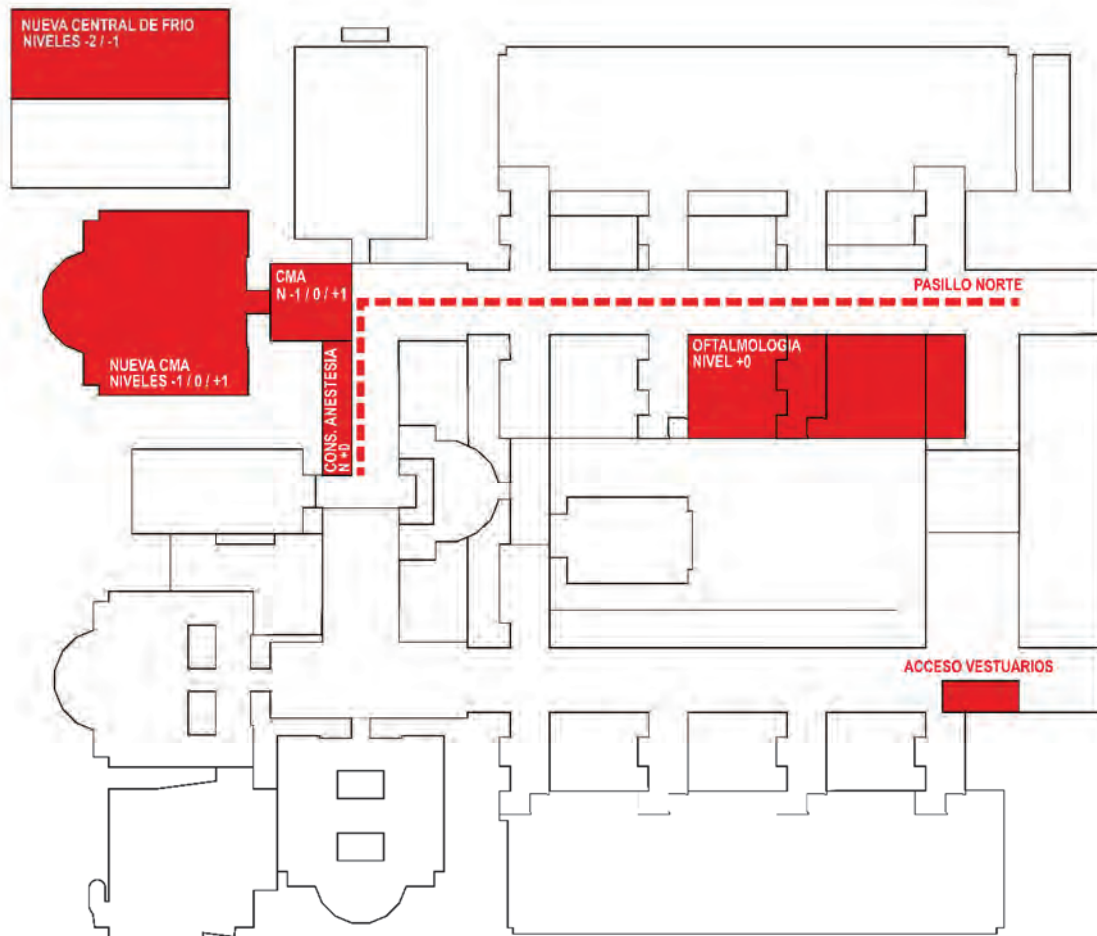 NUEVA CENTRAL DE FRIO
NIVELES -2 / -1
CMA
N -1 / 0 / +1
PASILLO NORTE
NUEVA CMA
NIVELES -1 / 0 / +1
CONS. ANESTESIA
N +0
OFTALMOLOGIA
NIVEL +0
ACCESO VESTUARIOS